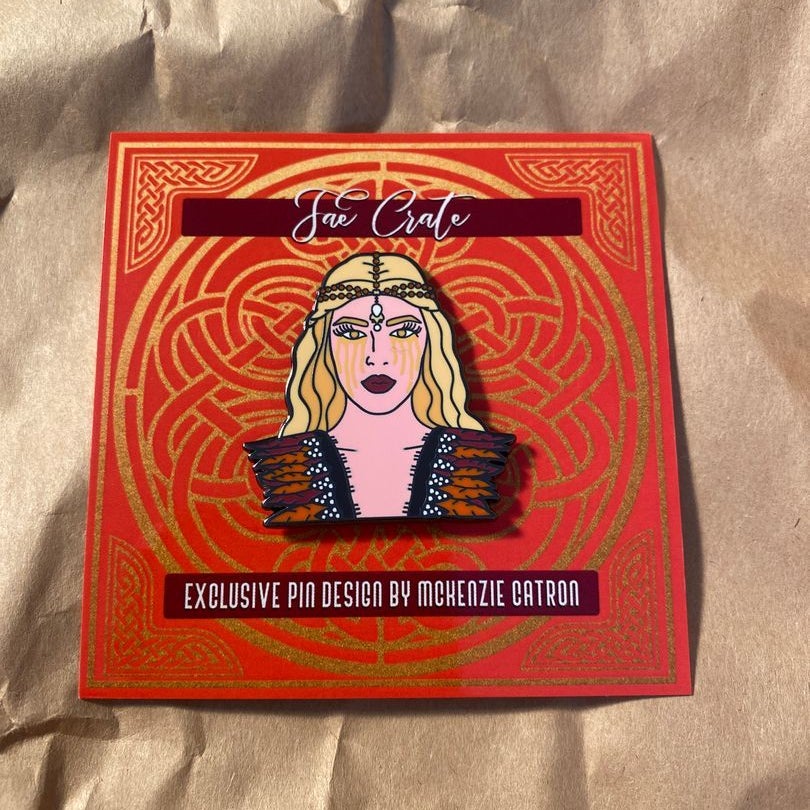 Fae Crate
EXCLUSIVE PIN DESIGN BY MCKENZIE CATRON